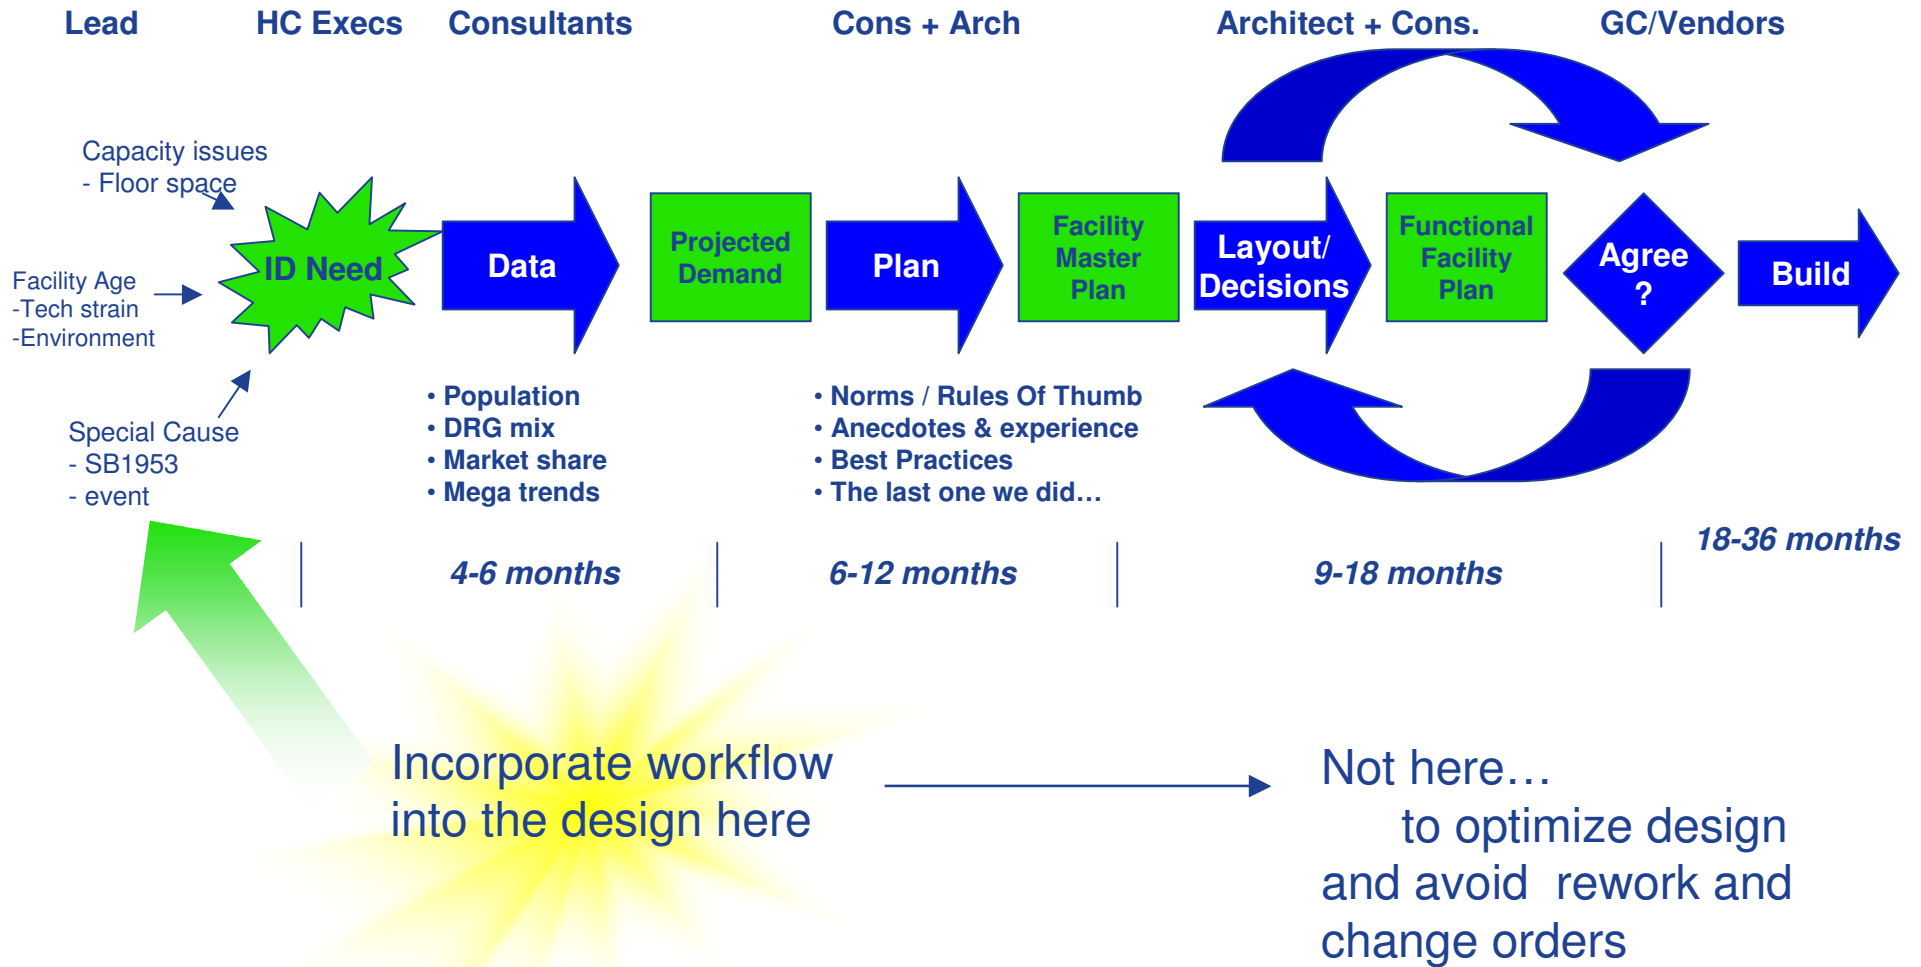 Lead HC Execs Consultants Cons + Arch Architect + Cons. GC/Vendors
Capacity issues
- Floor space
Facility Age
-Tech strain
-Environment
Special Cause
- SB1953
- event
ID Need
Data
Projected
Demand
Plan
Facility
Master
Plan
Layout/
Decisions
Functional
Facility
Plan
Agree
?
Build
• Population
• DRG mix
• Market share
• Mega trends
• Norms / Rules Of Thumb
• Anecdotes & experience
• Best Practices
• The last one we did…
4-6 months
6-12 months
9-18 months
18-36 months
Incorporate workflow
into the design here
Not here…
to optimize design
and avoid rework and
change orders